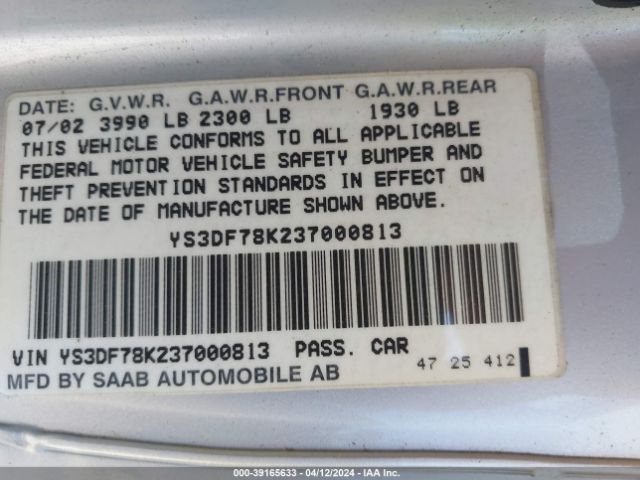 DATE: G.V.W.R. G.A.W.R.FRONT G.A.W.R.REAR
07/02 3990 LB 2300 LB 1930 LB
THIS VEHICLE CONFORMS TO ALL APPLICABLE
FEDERAL MOTOR VEHICLE SAFETY BUMPER AND
THEFT PREVENTION STANDARDS IN EFFECT ON
THE DATE OF MANUFACTURE SHOWN ABOVE.
YS3DF78K237000813
VIN YS3DF78K237000813 PASS. CAR
47 25 412
MFD BY SAAB AUTOMOBILE AB
000-39165633 - 04/12/2024 - IAA Inc.